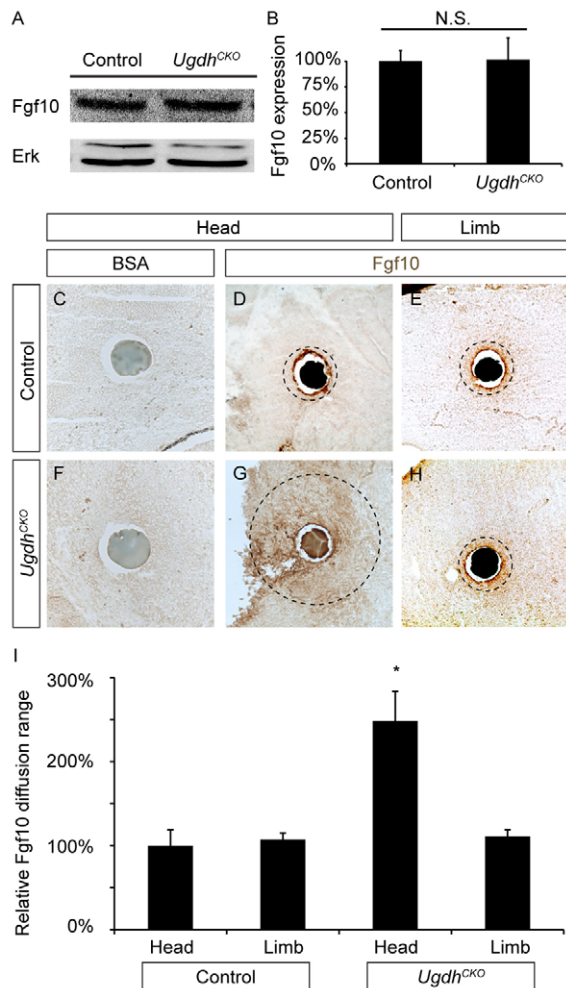 A
Control
Ugdh^CKO
Fgf10
Erk
B
N.S.
Fgf10 expression
100%
75%
50%
25%
0%
Control
Ugdh^CKO
Head
Limb
BSA
Fgf10
Control
C
D
E
Ugdh^CKO
F
G
H
I
Relative Fgf10 diffusion range
300%
200%
100%
0%
*
Head
Limb
Head
Limb
Control
Ugdh^CKO